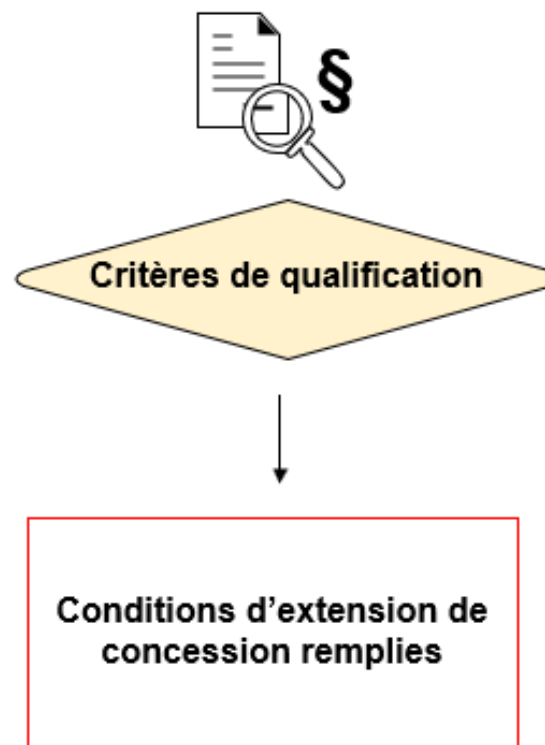 §
Critères de qualification
Conditions d’extension de
concession remplies